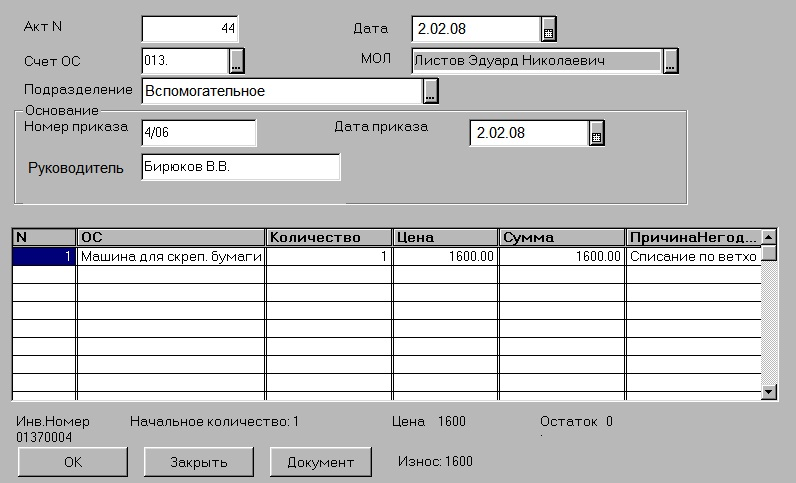 Акт N 44 Дата 2.02.08
Счет ОС 013. ... МОЛ Листов Эдуард Николаевич ...
Подразделение Вспомогательное ...
Основание
Номер приказа 4/06 Дата приказа 2.02.08
Руководитель Бирюков В.В.
N ОС Количество Цена Сумма ПричинаНегод...
1 Машина для скреп. бумаги 1 1600.00 1600.00 Списание по ветхо
Инв.Номер Начальное количество: 1 Цена 1600 Остаток 0
01370004
ОК Закрыть Документ Износ: 1600